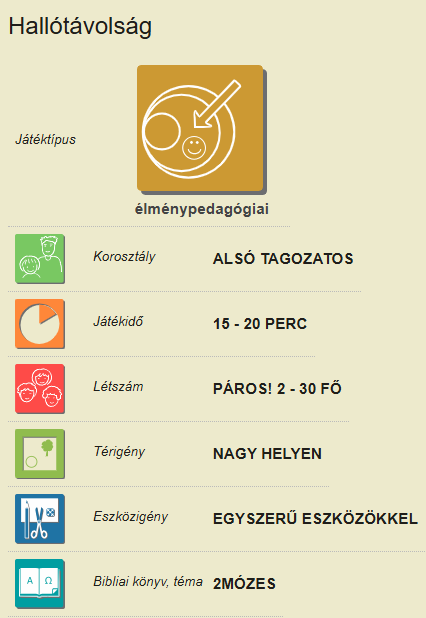 Hallótávolság
Játéktípus
élménypedagógiai
Korosztály ALSÓ TAGOZATOS
Játékidő 15 - 20 PERC
Létszám PÁROS! 2 - 30 FŐ
Térigény NAGY HELYEN
Eszközigény EGYSZERŰ ESZKÖZÖKKEL
A Ω
Bibliai könyv, téma 2MÓZES